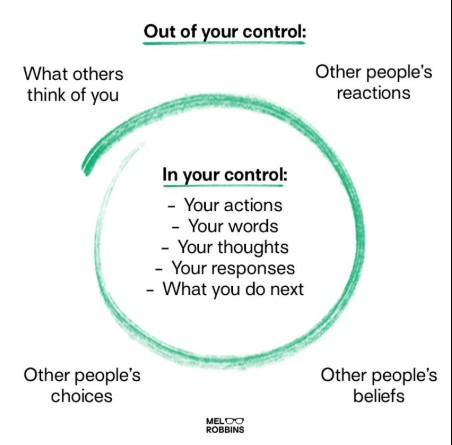 Out of your control:
What others
think of you
Other people's
reactions
In your control:
- Your actions
- Your words
- Your thoughts
- Your responses
- What you do next
Other people's
choices
Other people's
beliefs
MEL
ROBBINS